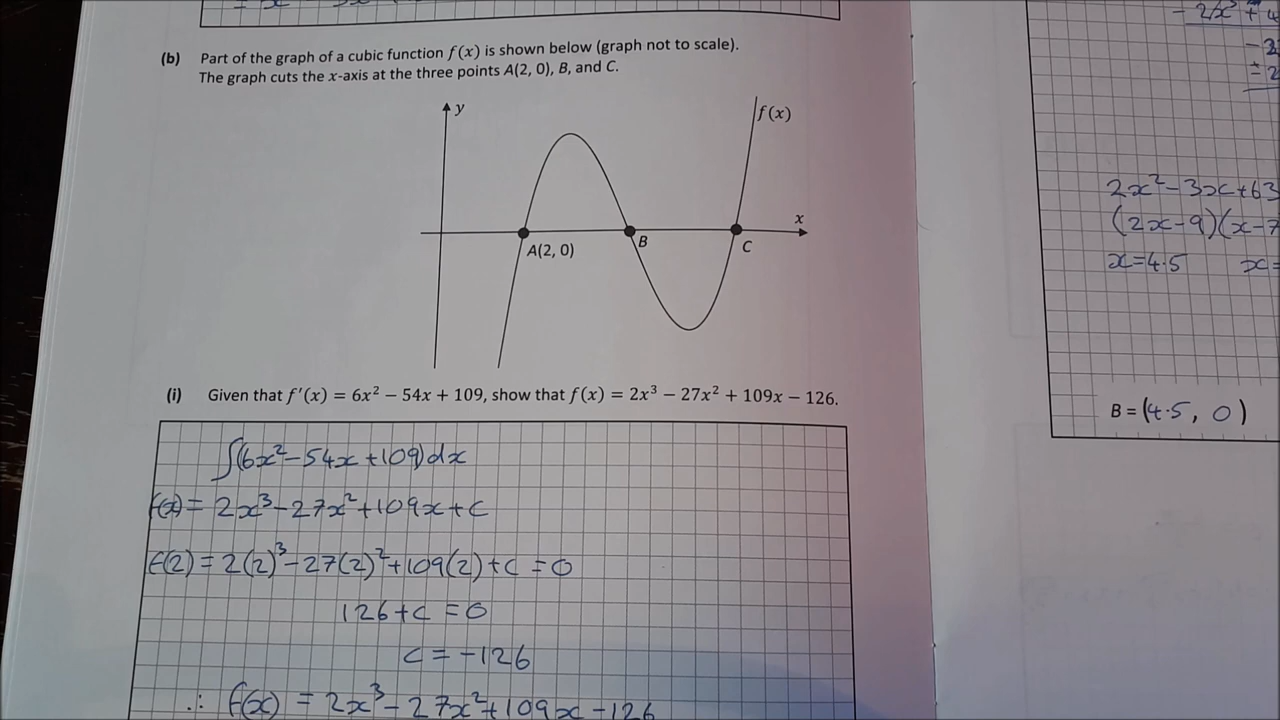 (b) Part of the graph of a cubic function f(x) is shown below (graph not to scale).
The graph cuts the x-axis at the three points A(2, 0), B, and C.
y
f(x)
x
A(2, 0)
B
C
(i) Given that f′(x) = 6x² − 54x + 109, show that f(x) = 2x³ − 27x² + 109x − 126.
∫(6x²−54x+109)dx
f(x) = 2x³−27x²+109x+c
f(2) = 2(2)³−27(2)²+109(2)+c = 0
126+c = 0
c = −126
∴ f(x) = 2x³−27x²+109x−126
2x²−3x+63
(2x−9)(x−7
x=4.5 x=
B = (4.5, 0)